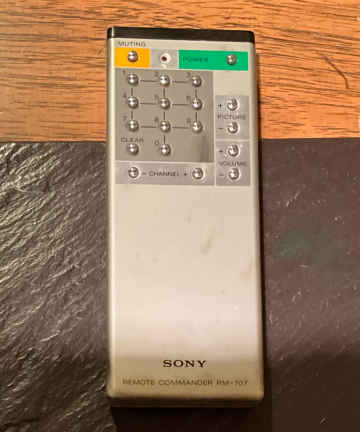 MUTING
POWER
1 2 3
4 5 6
+
PICTURE
7 8 9
−
CLEAR 0
+
VOLUME
− CHANNEL +
−
SONY
REMOTE COMMANDER RM-707